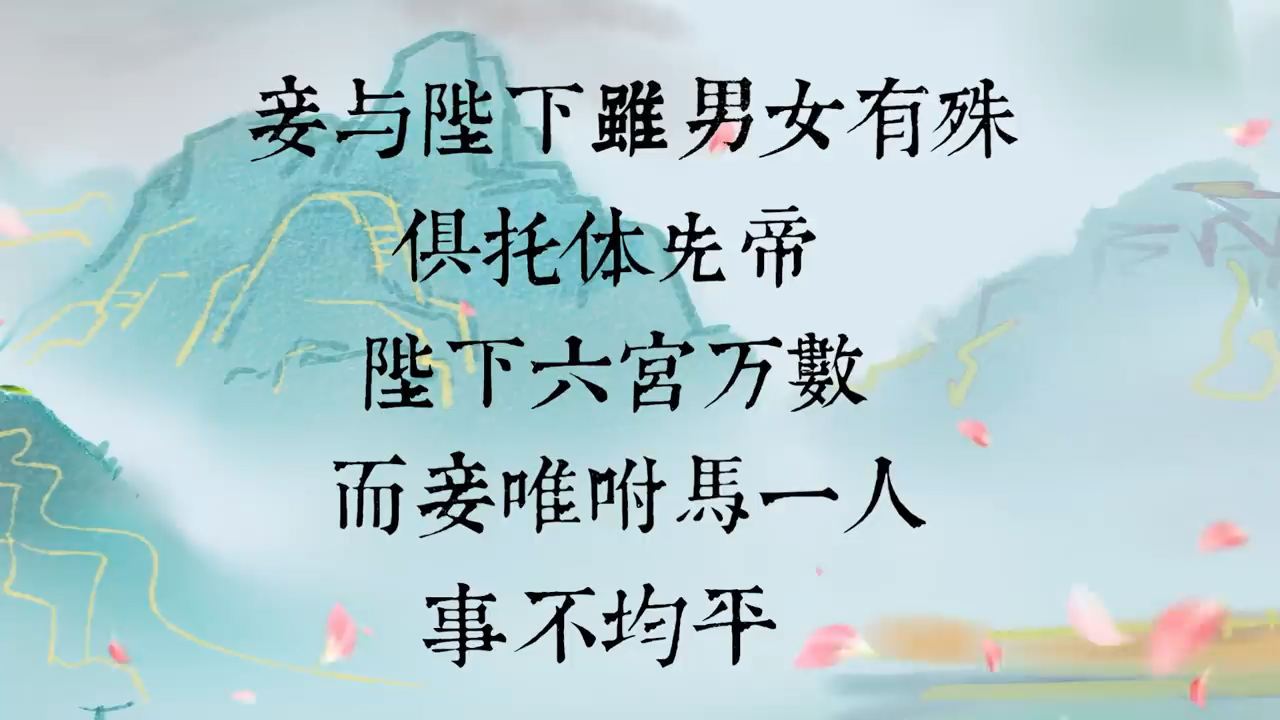 妾与陛下雖男女有殊
俱托体先帝
陛下六宮万數
而妾唯咐馬一人
事不均平